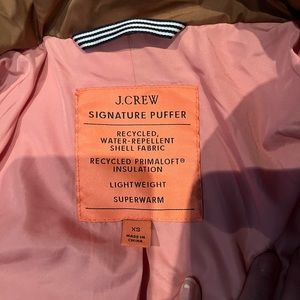 J.CREW
SIGNATURE PUFFER
RECYCLED,
WATER-REPELLENT
SHELL FABRIC
RECYCLED PRIMALOFT®
INSULATION
LIGHTWEIGHT
SUPERWARM
XS
MADE IN
CHINA